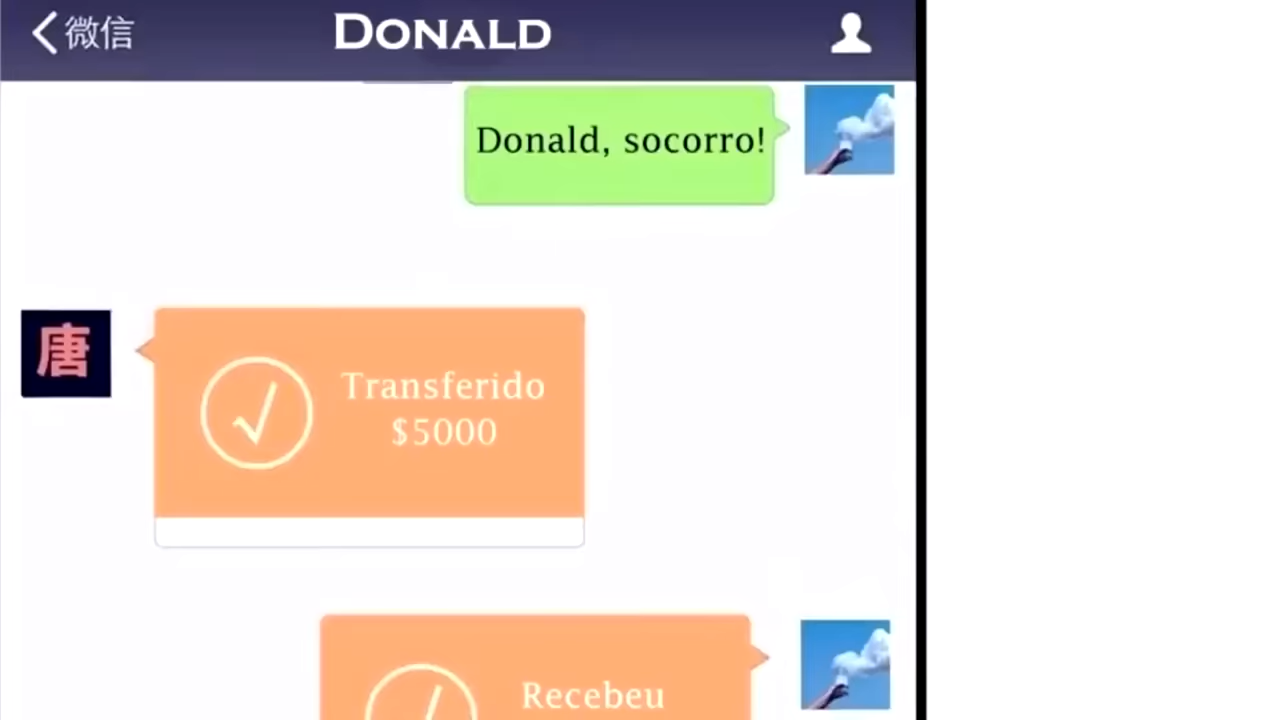 微信
DONALD
Donald, socorro!
唐
Transferido
$5000
Recebeu